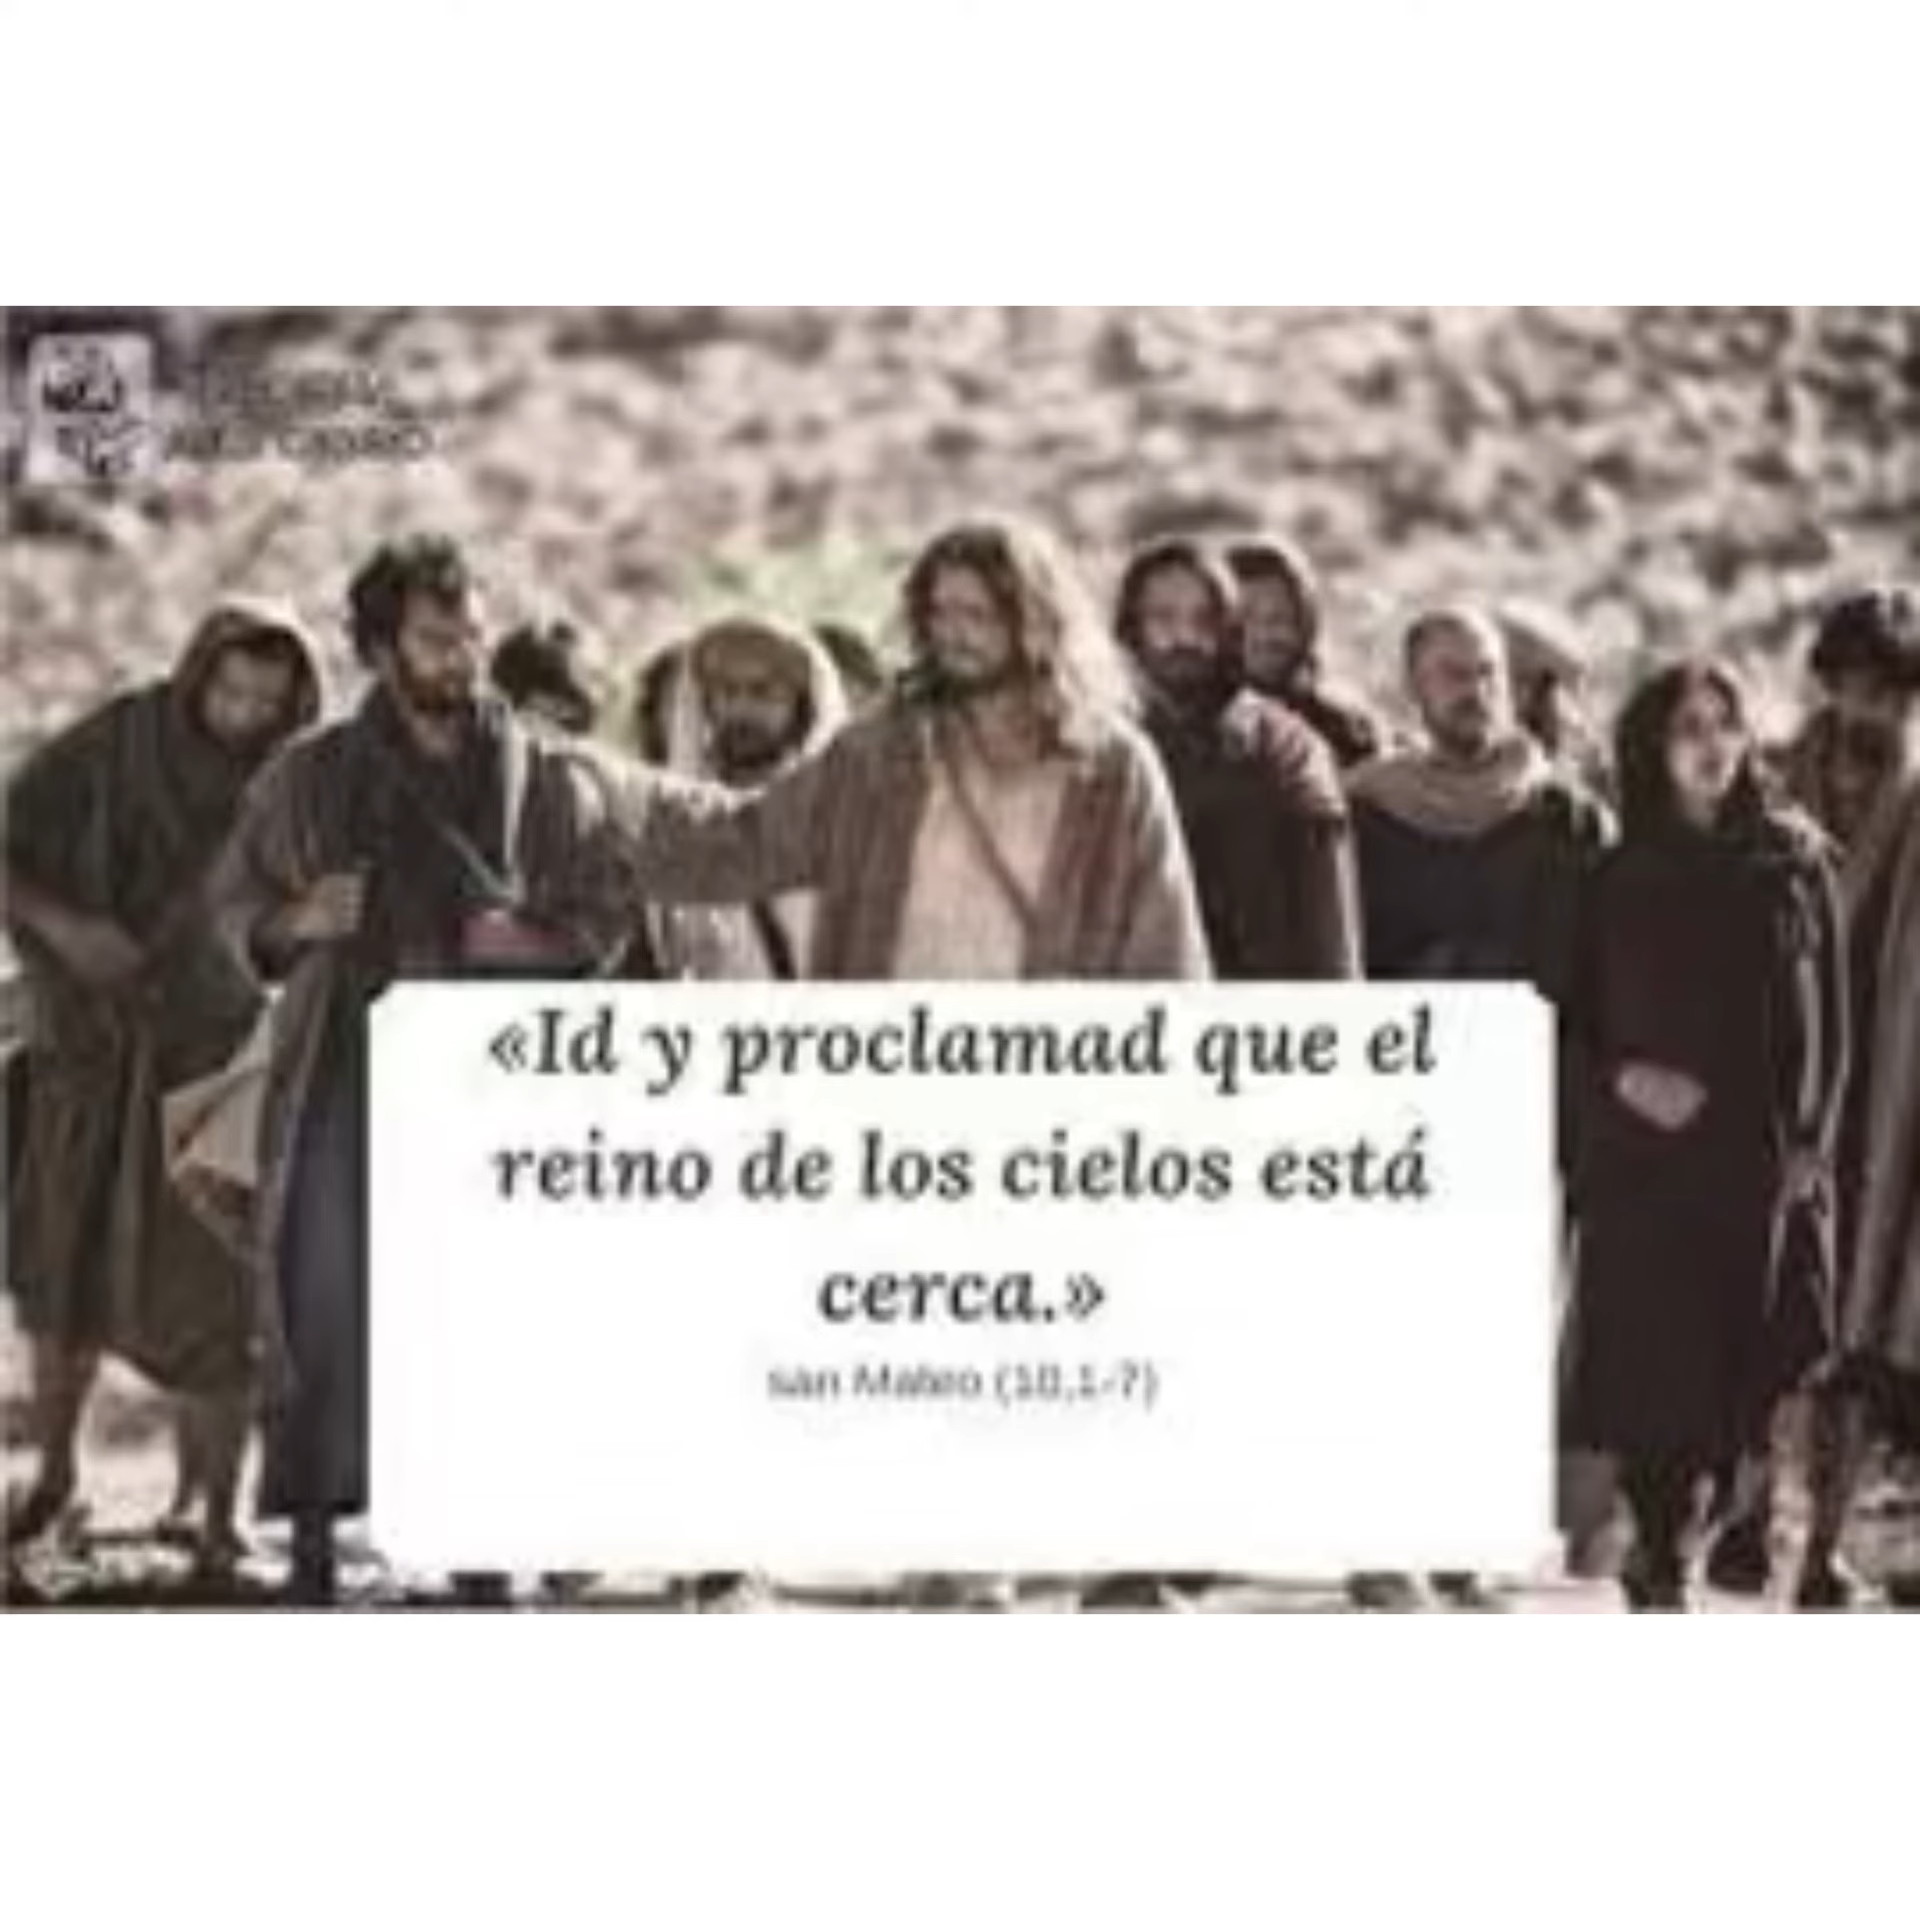 «Id y proclamad que el
reino de los cielos está
cerca.»
san Mateo (10,1-7)